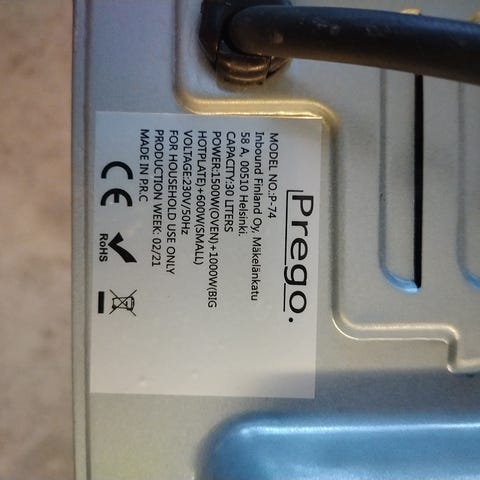 Prego.
MODEL NO.:P-74
Inbound Finland Oy, Mäkelänkatu
58 A, 00510 Helsinki.
CAPACITY:30 LITERS
POWER:1500W(OVEN)+1000W(BIG
HOTPLATE)+600W(SMALL)
VOLTAGE:230V/50Hz
FOR HOUSEHOLD USE ONLY
PRODUCTION WEEK: 02/21
MADE IN P.R.C
CE
RoHS